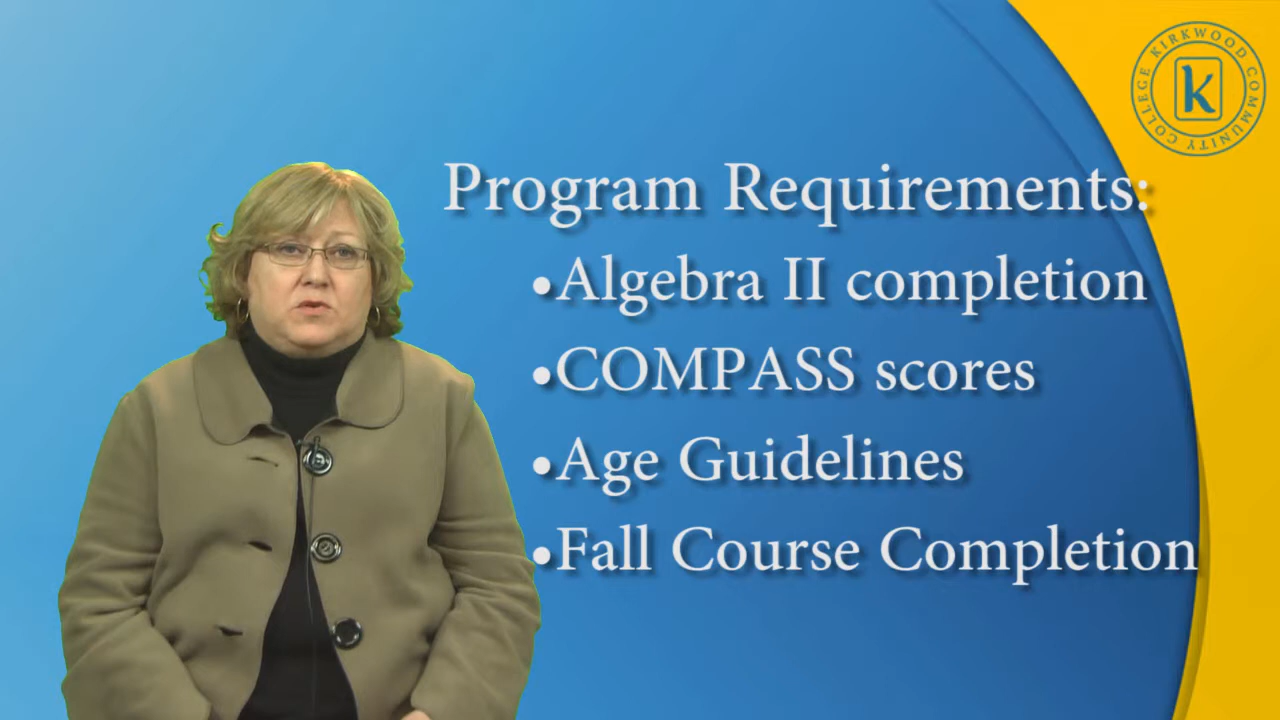 KIRKWOOD COMMUNITY COLLEGE
k
Program Requirements:
•Algebra II completion
•COMPASS scores
•Age Guidelines
•Fall Course Completion